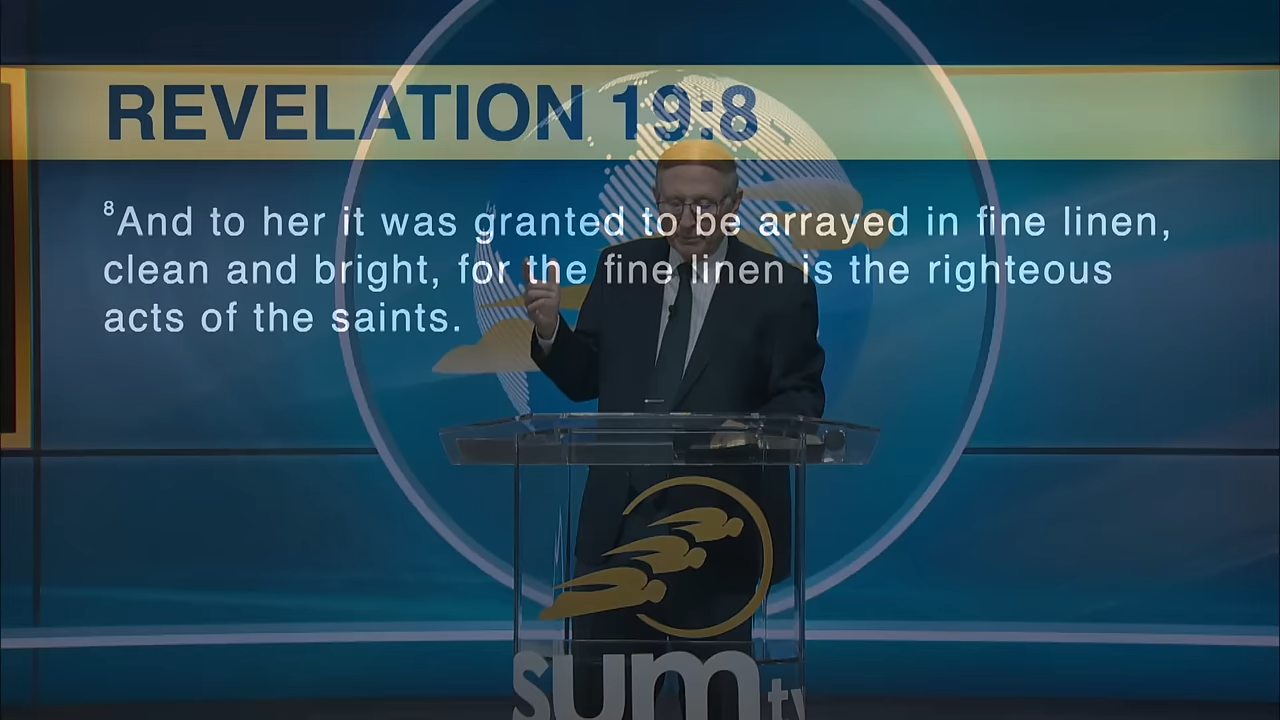 REVELATION 19:8
⁸And to her it was granted to be arrayed in fine linen,
clean and bright, for the fine linen is the righteous
acts of the saints.
sum tv